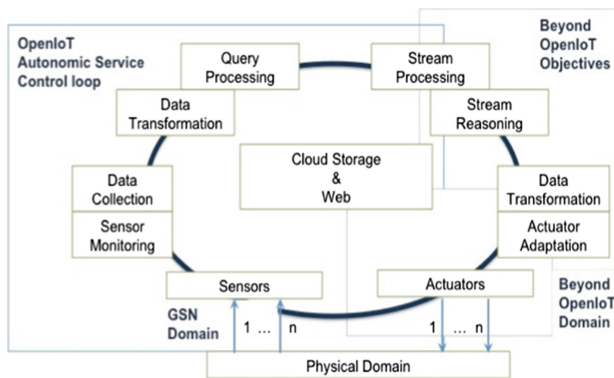 OpenIoT
Autonomic Service
Control loop
Query
Processing
Stream
Processing
Beyond
OpenIoT
Objectives
Data
Transformation
Stream
Reasoning
Cloud Storage
&
Web
Data
Collection
Sensor
Monitoring
Data
Transformation
Actuator
Adaptation
Sensors
Actuators
GSN
Domain
1 ... n
1 ... n
Beyond
OpenIoT
Domain
Physical Domain